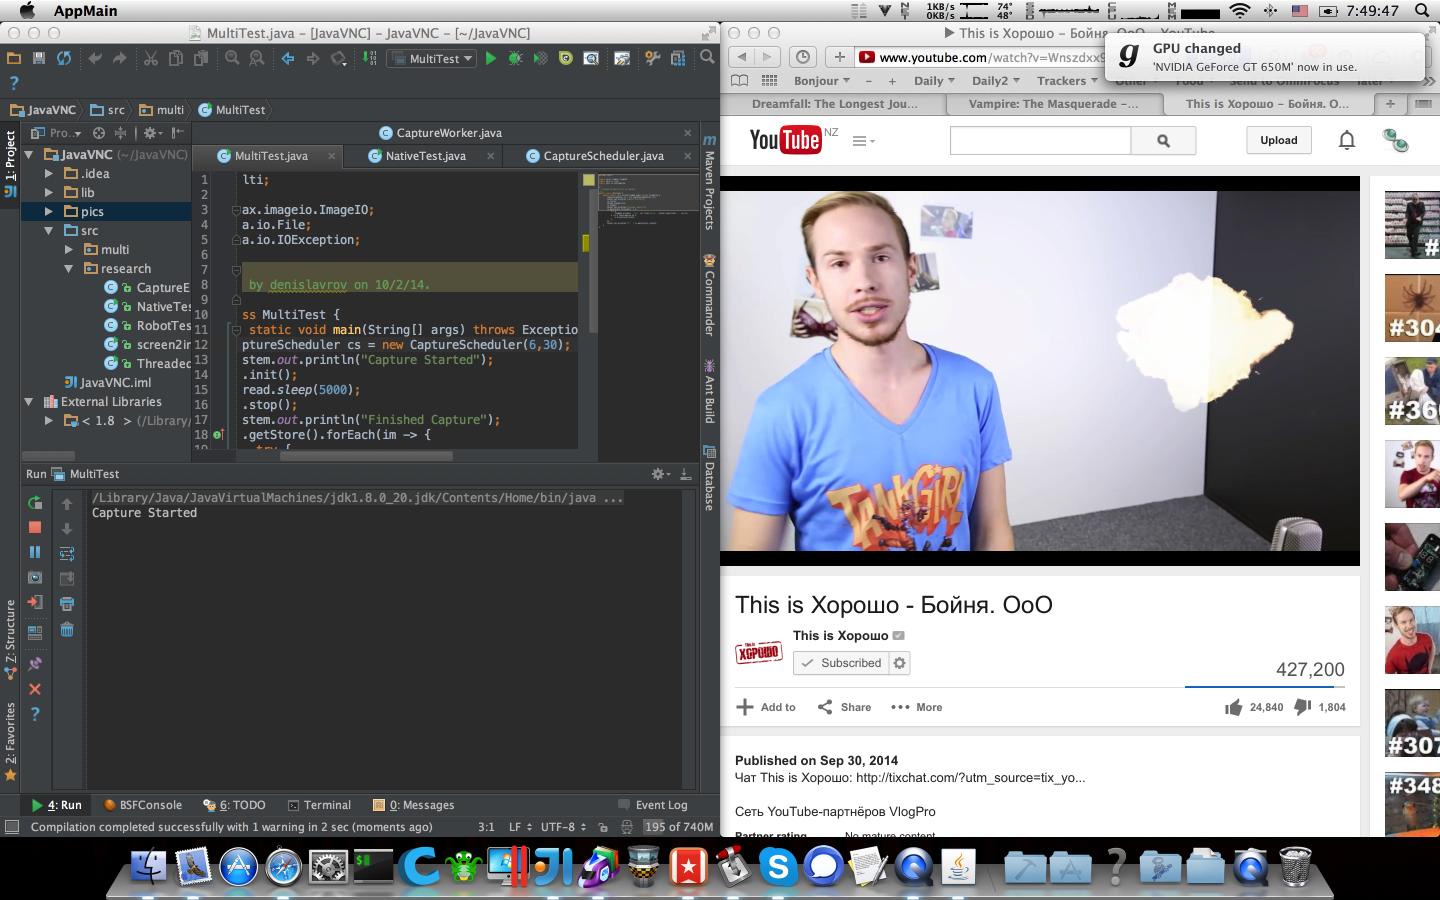 AppMain
1KB/s
0KB/s
74°
48°
7:49:47
MultiTest.java - [JavaVNC] - JavaVNC - [~/JavaVNC]
MultiTest
JavaVNC
src
multi
MultiTest
1: Project
Pro..
CaptureWorker.java
MultiTest.java
NativeTest.java
CaptureScheduler.java
JavaVNC (~/JavaVNC)
.idea
lib
pics
src
multi
research
CaptureE
NativeTes
RobotTes
screen2ir
Threaded
JavaVNC.iml
External Libraries
< 1.8 > (/Library/
1 lti;
2
3 ax.imageio.ImageIO;
4 a.io.File;
5 a.io.IOException;
6
7
8 by denislavrov on 10/2/14.
9
10 ss MultiTest {
11 static void main(String[] args) throws Exceptio
12 ptureScheduler cs = new CaptureScheduler(6,30);
13 stem.out.println("Capture Started");
14 .init();
15 read.sleep(5000);
16 .stop();
17 stem.out.println("Finished Capture");
18 .getStore().forEach(im -> {
19 try {
Maven Projects
Commander
Ant Build
Database
Run MultiTest
/Library/Java/JavaVirtualMachines/jdk1.8.0_20.jdk/Contents/Home/bin/java ...
Capture Started
Z: Structure
2: Favorites
4: Run
BSFConsole
6: TODO
Terminal
0: Messages
Event Log
Compilation completed successfully with 1 warning in 2 sec (moments ago)
3:1
LF
UTF-8
195 of 740M
This is Хорошо - Бойня. ОоО - YouTube
www.youtube.com/watch?v=Wnszdxx
GPU changed
'NVIDIA GeForce GT 650M' now in use.
Bonjour
Daily
Daily2
Trackers
Dreamfall: The Longest Jou...
Vampire: The Masquerade –...
This is Хорошо - Бойня. О...
YouTube NZ
Upload
TANK GIRL
#
#304
#36
#307
#348
This is Хорошо - Бойня. ОоО
This is ХОРОШО
This is Хорошо
Subscribed
427,200
Add to
Share
More
24,840
1,804
Published on Sep 30, 2014
Чат This is Хорошо: http://tixchat.com/?utm_source=tix_yo...
Сеть YouTube-партнёров VlogPro
Partner rating
No mature content